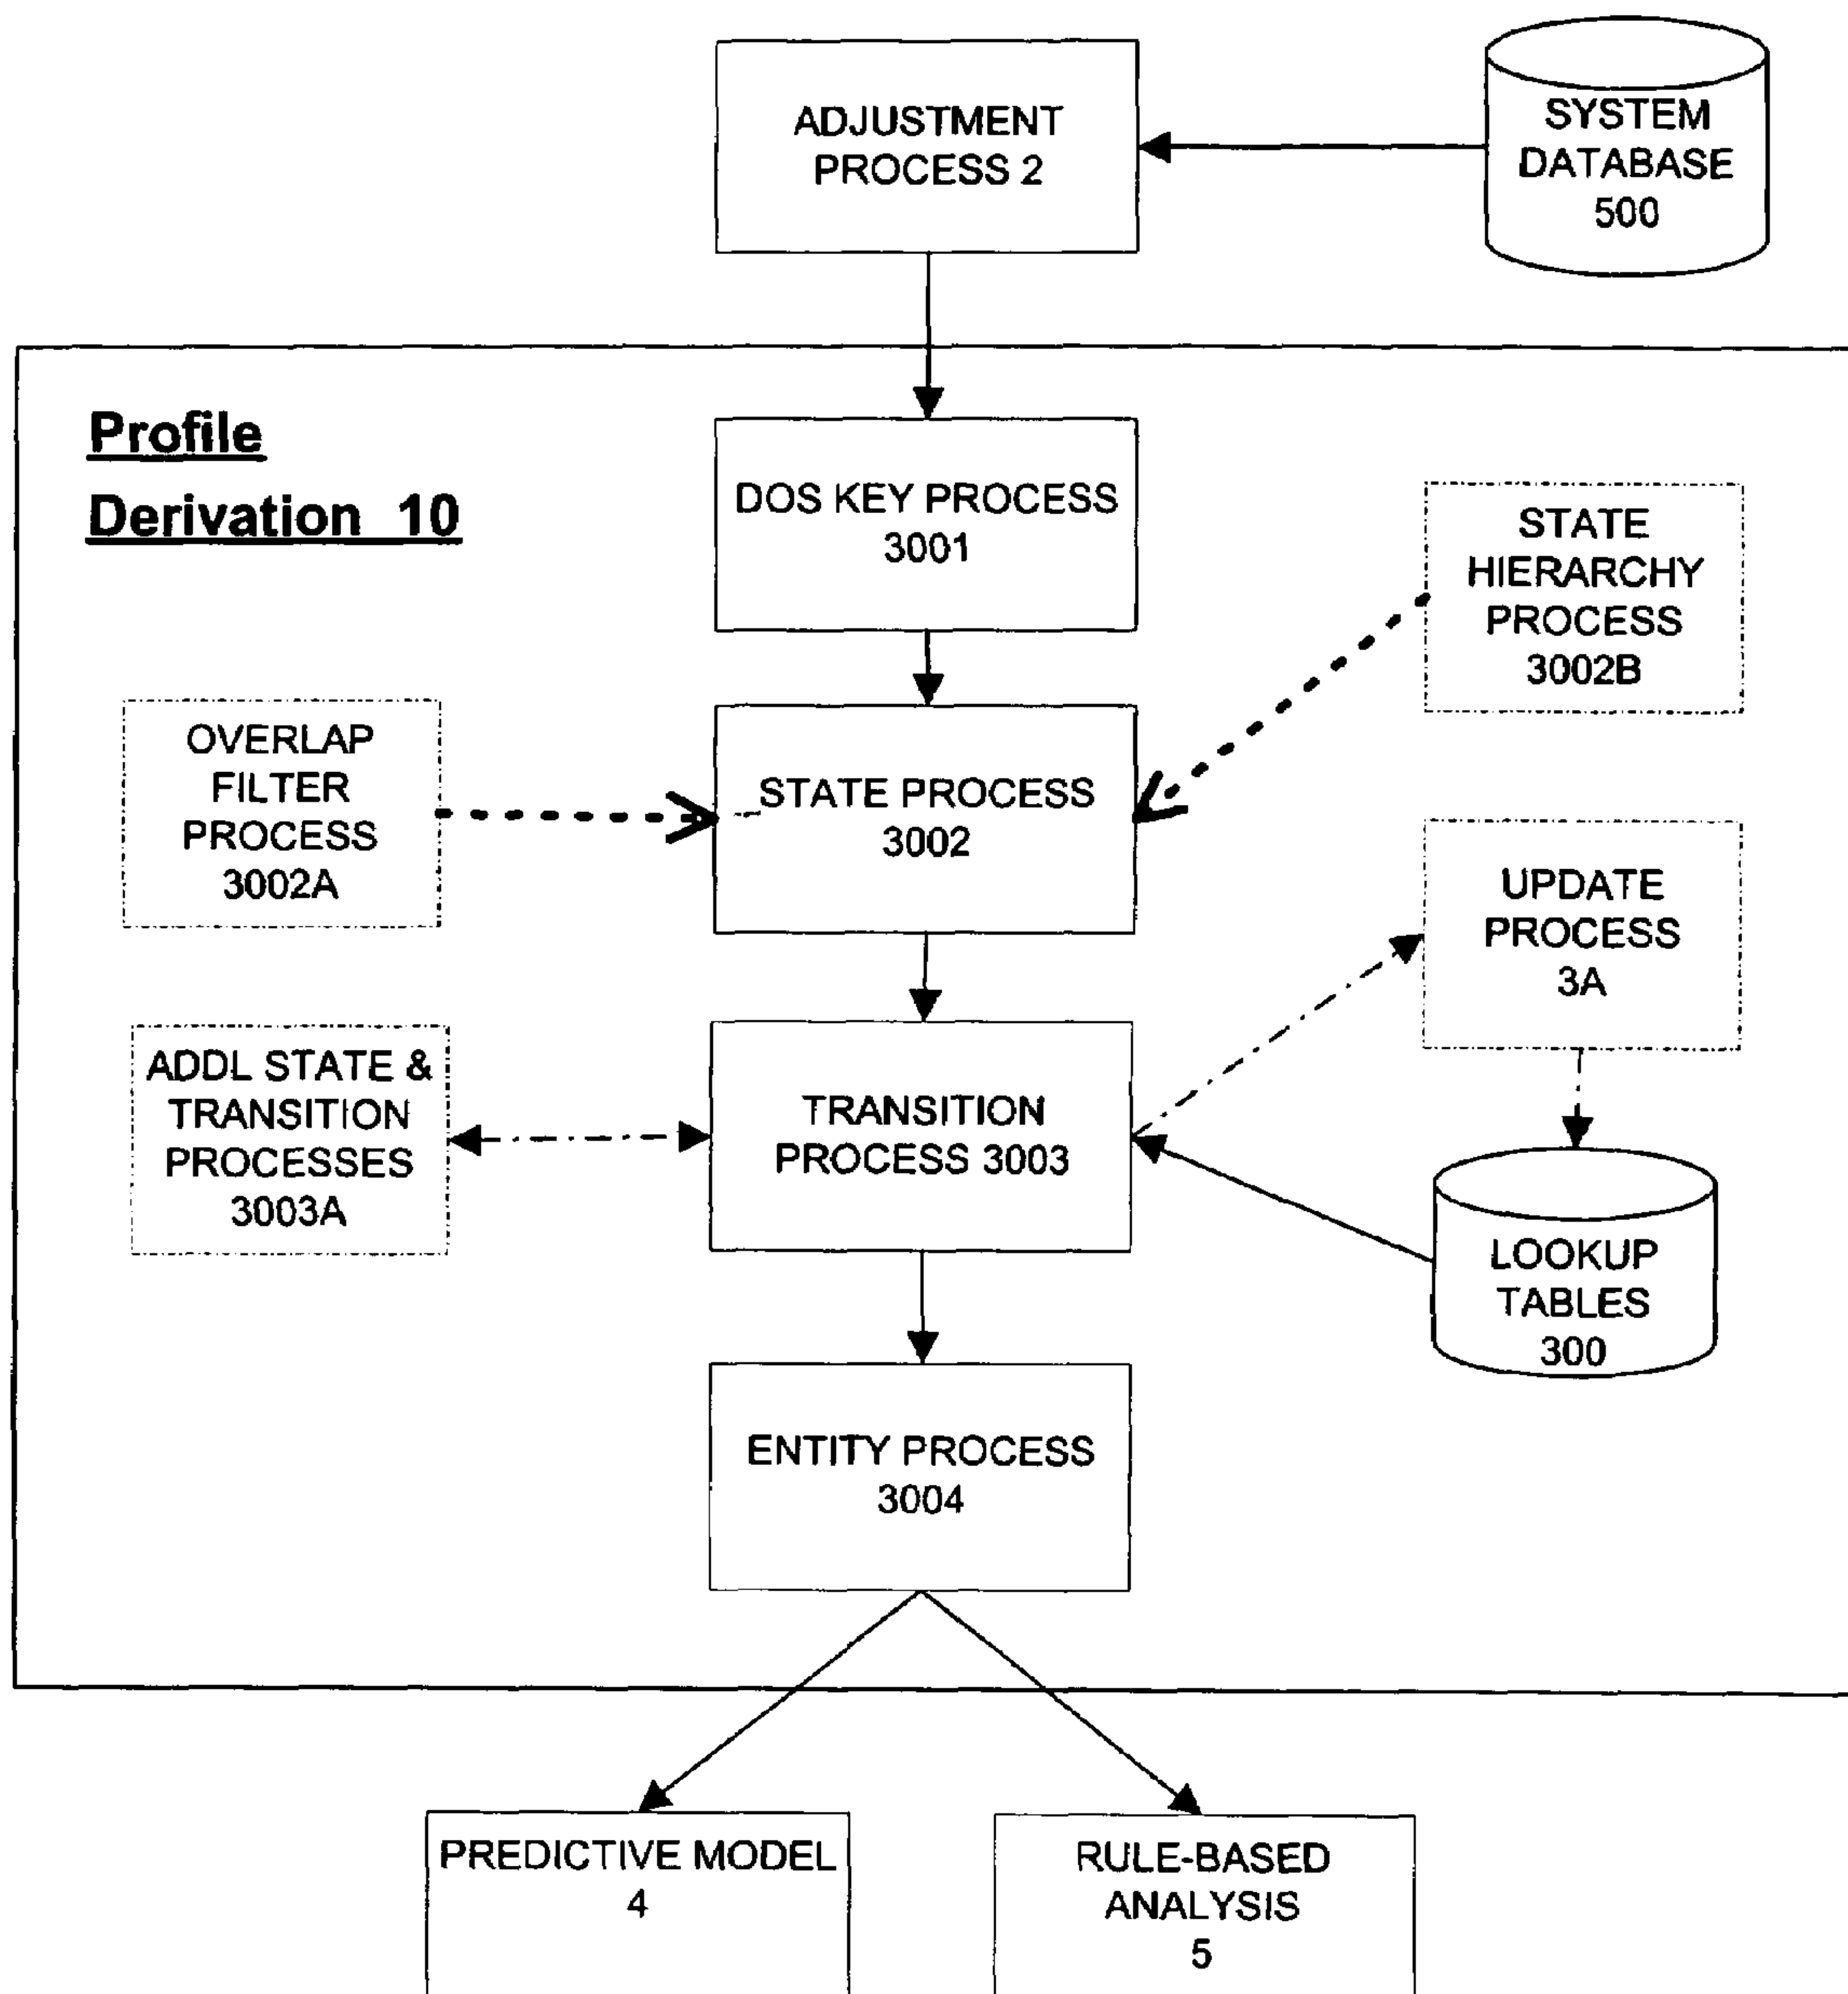 ADJUSTMENT
PROCESS 2
SYSTEM
DATABASE
500
Profile
Derivation 10
DOS KEY PROCESS
3001
STATE
HIERARCHY
PROCESS
3002B
OVERLAP
FILTER
PROCESS
3002A
STATE PROCESS
3002
UPDATE
PROCESS
3A
ADDL STATE &
TRANSITION
PROCESSES
3003A
TRANSITION
PROCESS 3003
LOOKUP
TABLES
300
ENTITY PROCESS
3004
PREDICTIVE MODEL
4
RULE-BASED
ANALYSIS
5